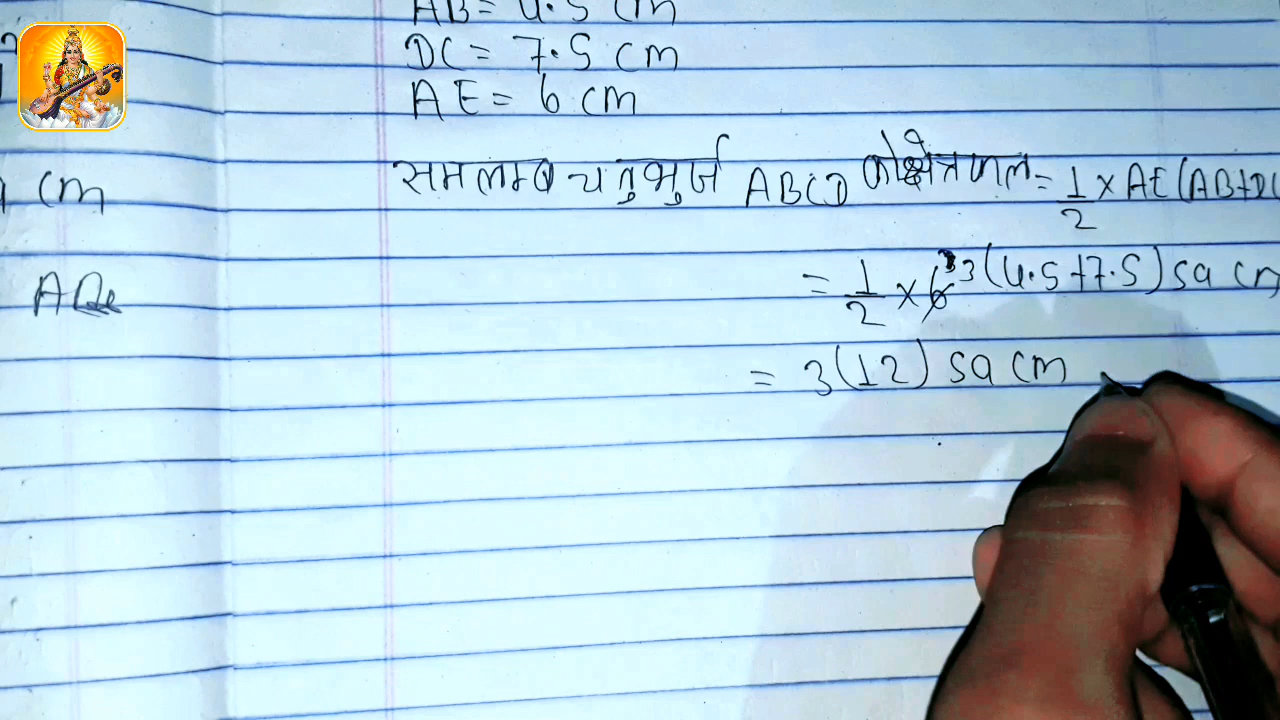 AB = 4.5 cm
DC = 7.5 cm
AE = 6 cm
cm
समलम्ब चतुर्भुज ABCD का क्षेत्रफल = 1/2 × AE (AB+DC
= 1/2 × 6 3 (4.5+7.5) sq cm
= 3(12) sq cm